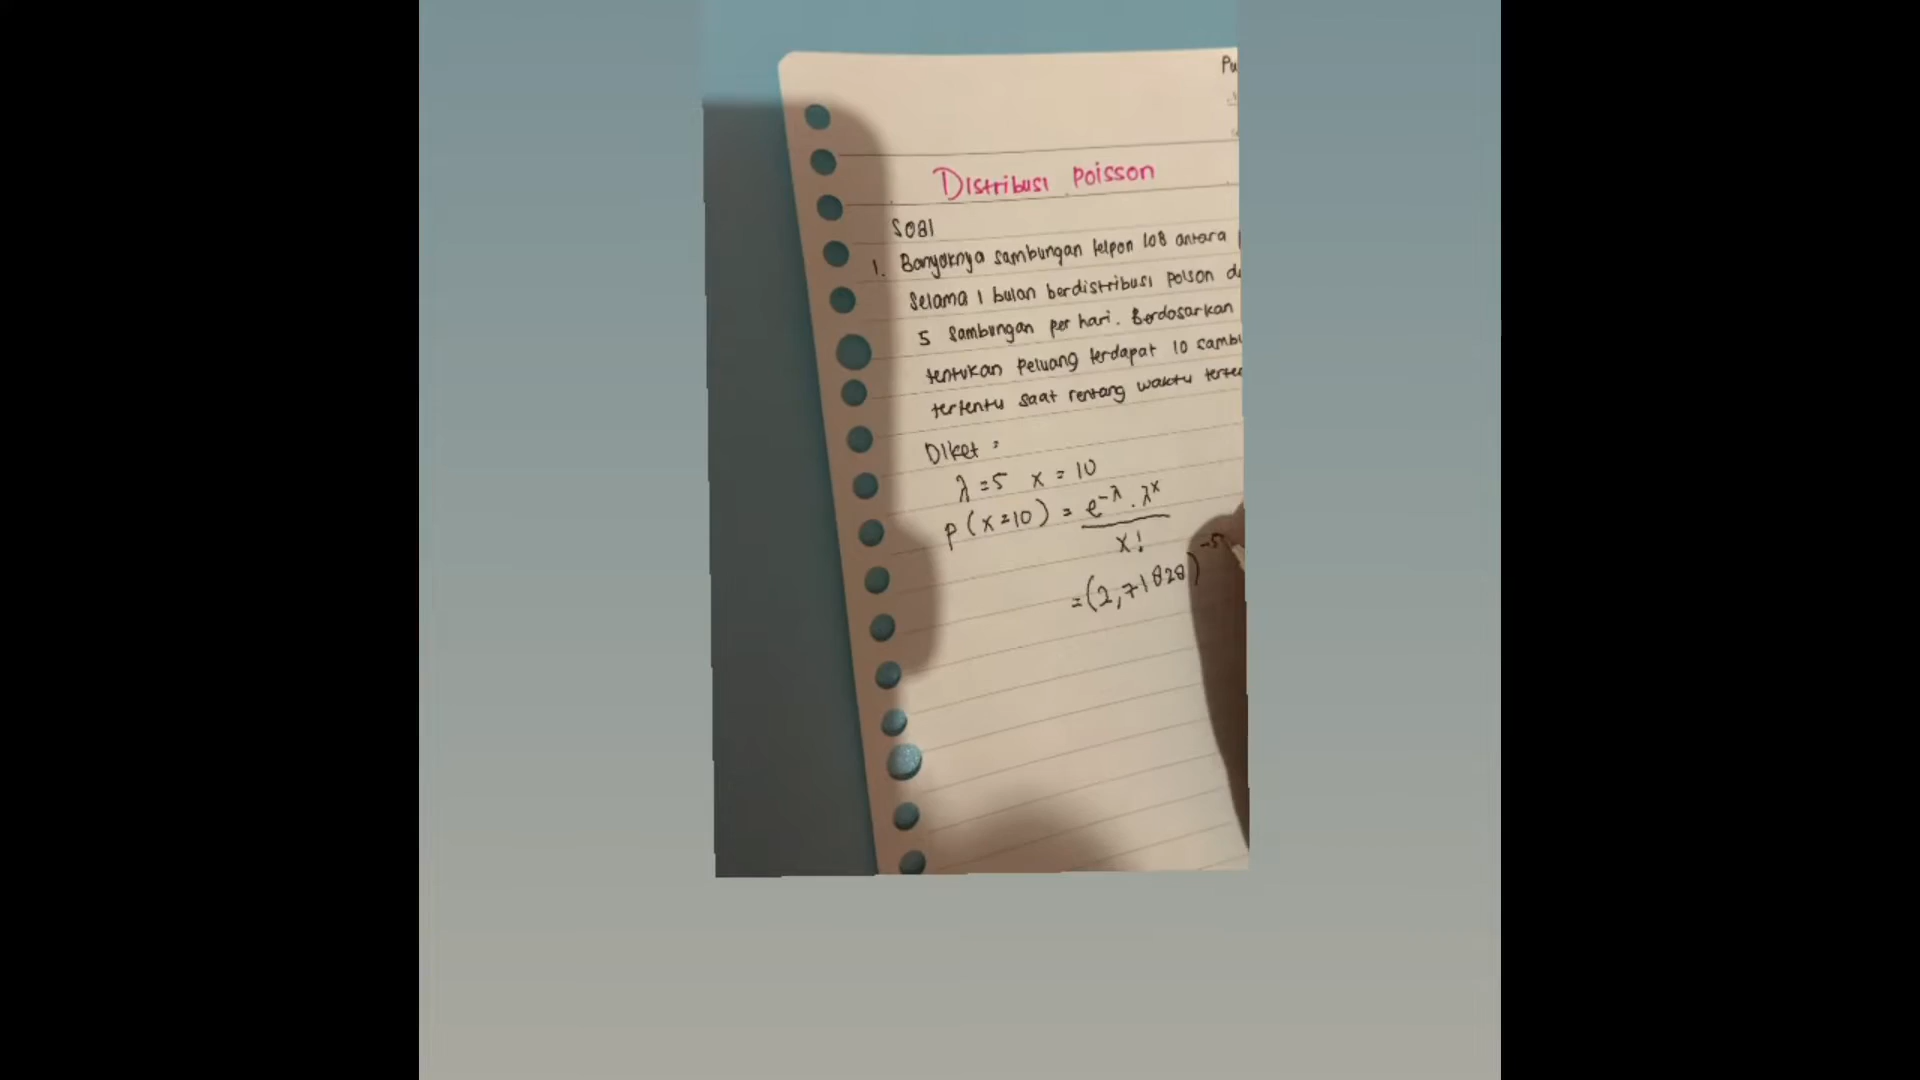 Pu
Distribusi Poisson
Soal
1. Banyaknya sambungan telpon 108 antara
selama 1 bulan berdistribusi poison
5 sambungan per hari. Berdasarkan
tentukan peluang terdapat 10
tertentu saat rentang waktu
Diket :
λ = 5 x = 10
P(x=10) = e^-λ . λ^x
x!
= (2,71828)^-5